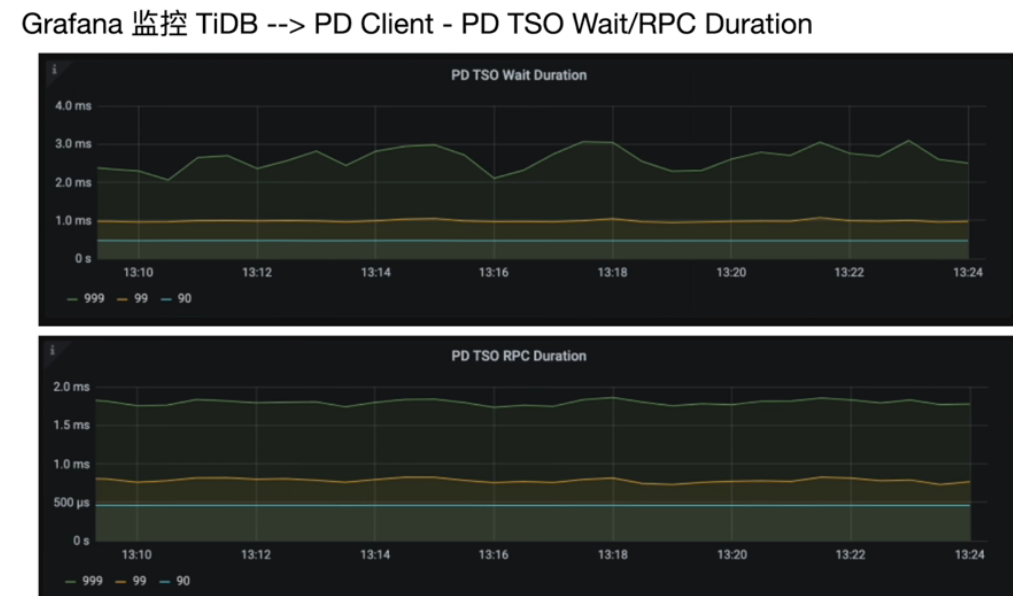 Grafana 监控 TiDB --> PD Client - PD TSO Wait/RPC Duration
i
PD TSO Wait Duration
4.0 ms
3.0 ms
2.0 ms
1.0 ms
0 s
13:10 13:12 13:14 13:16 13:18 13:20 13:22 13:24
999 99 90
i
PD TSO RPC Duration
2.0 ms
1.5 ms
1.0 ms
500 µs
0 s
13:10 13:12 13:14 13:16 13:18 13:20 13:22 13:24
999 99 90